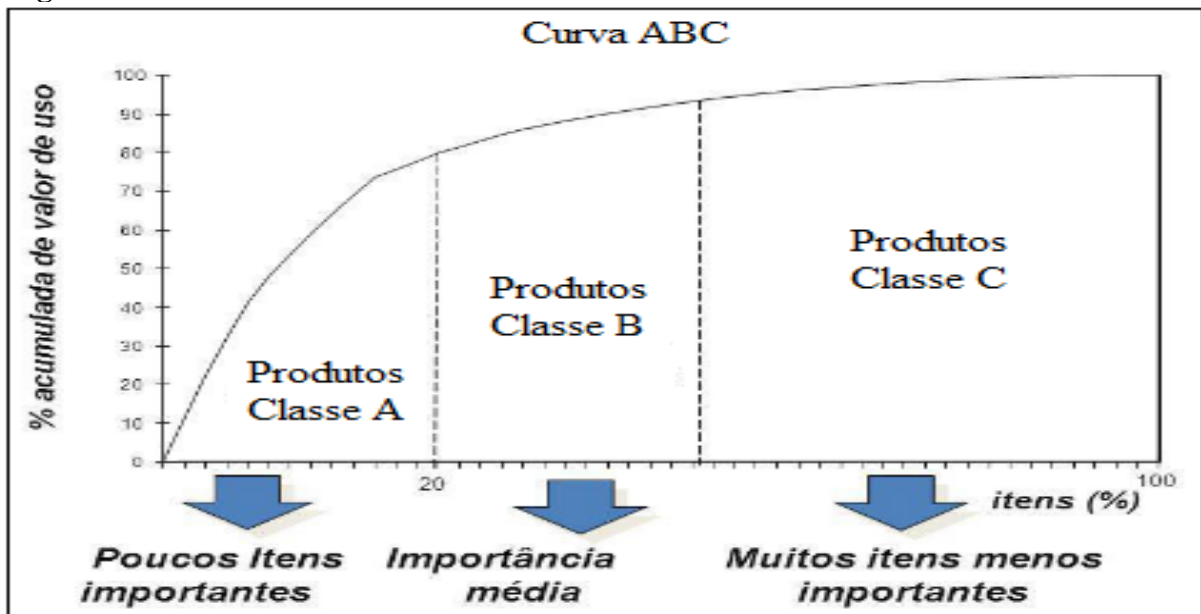 Curva ABC
% acumulada de valor de uso
100
90
80
70
60
50
40
30
20
10
0
Produtos
Classe A
Produtos
Classe B
Produtos
Classe C
20
100
itens (%)
Poucos Itens
importantes
Importância
média
Muitos itens menos
importantes